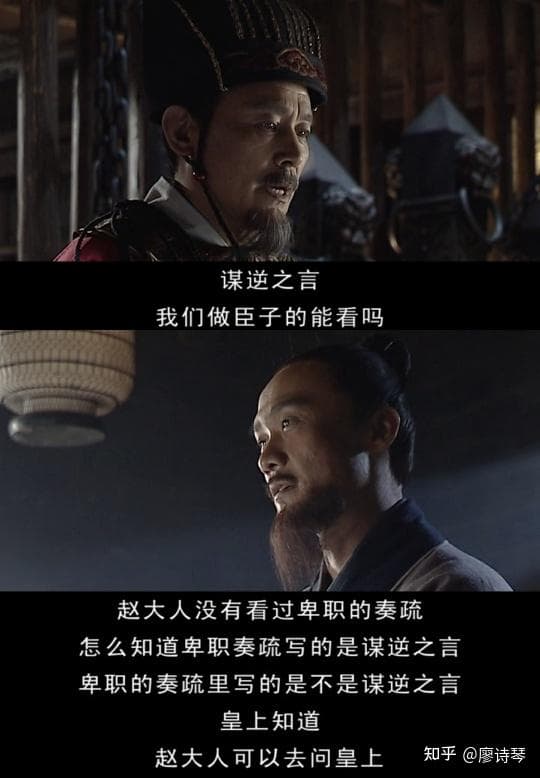 谋逆之言
我们做臣子的能看吗
赵大人没有看过卑职的奏疏
怎么知道卑职奏疏写的是谋逆之言
卑职的奏疏里写的是不是谋逆之言
皇上知道
赵大人可以去问皇上
知乎 @廖诗琴